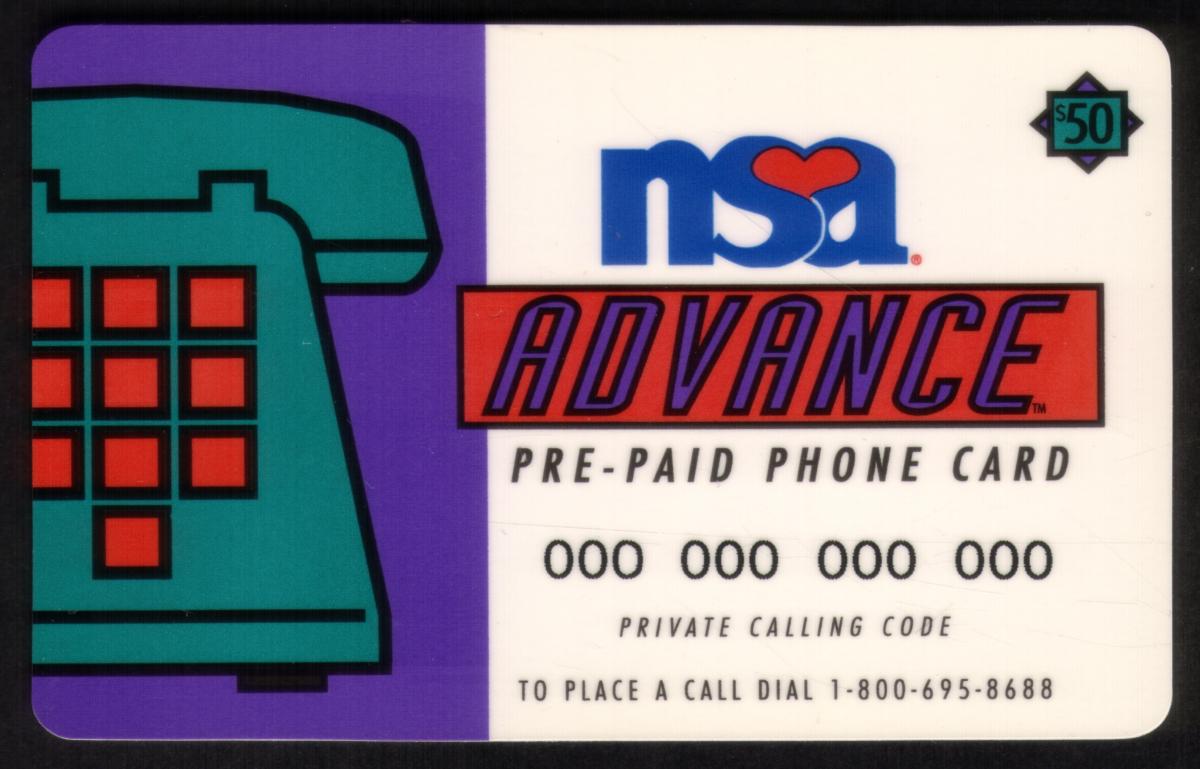 $50
nsa®
ADVANCE™
PRE-PAID PHONE CARD
000 000 000 000
PRIVATE CALLING CODE
TO PLACE A CALL DIAL 1-800-695-8688